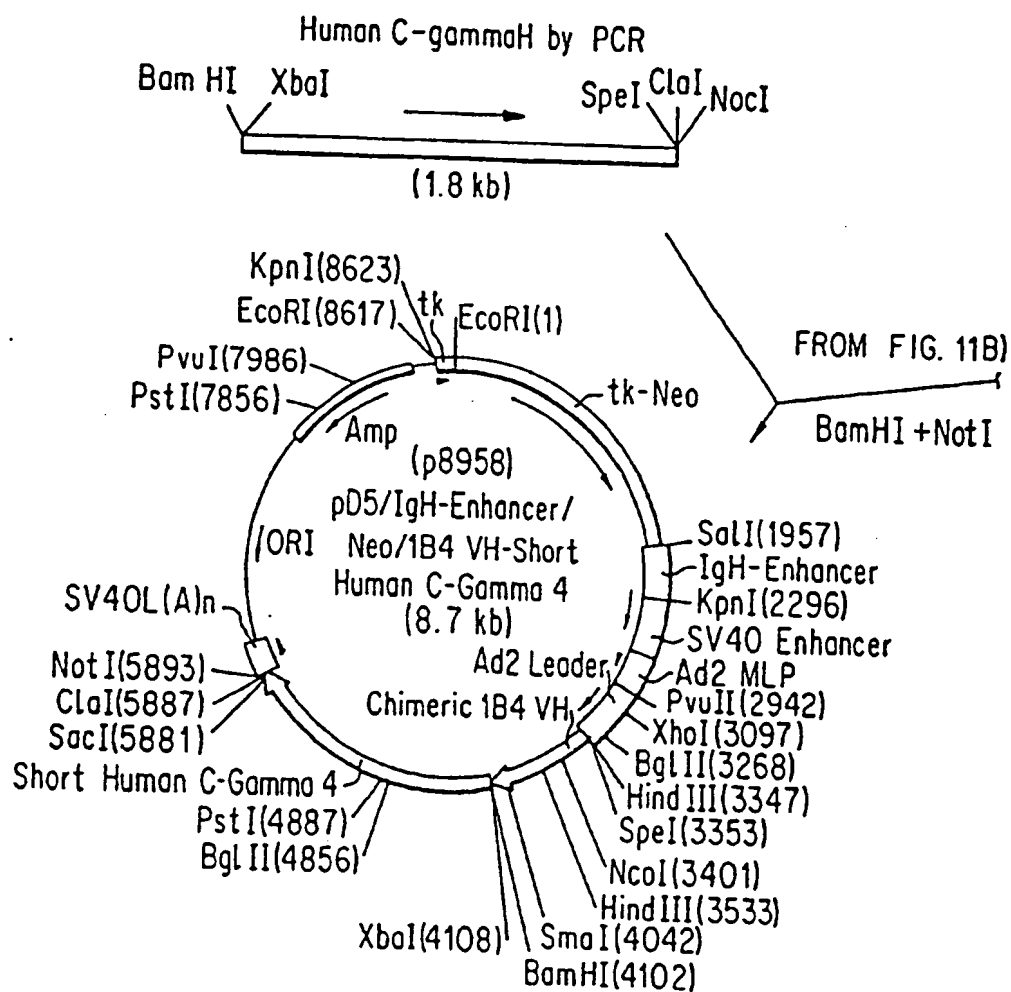 Human C-gammaH by PCR
Bam HI
XbaI
SpeI
ClaI
NocI
(1.8 kb)
KpnI(8623)
EcoRI(8617)
tk
EcoRI(1)
PvuI(7986)
PstI(7856)
FROM FIG. 11B)
tk-Neo
BamHI+NotI
Amp
(p8958)
pD5/IgH-Enhancer/
Neo/1B4 VH-Short
Human C-Gamma 4
(8.7 kb)
ORI
SalI(1957)
IgH-Enhancer
KpnI(2296)
SV40 Enhancer
SV40L(A)n
Ad2 Leader
Ad2 MLP
NotI(5893)
PvuII(2942)
ClaI(5887)
Chimeric 1B4 VH
XhoI(3097)
SacI(5881)
BglII(3268)
Short Human C-Gamma 4
HindIII(3347)
PstI(4887)
SpeI(3353)
BglII(4856)
NcoI(3401)
HindIII(3533)
XbaI(4108)
SmaI(4042)
BamHI(4102)